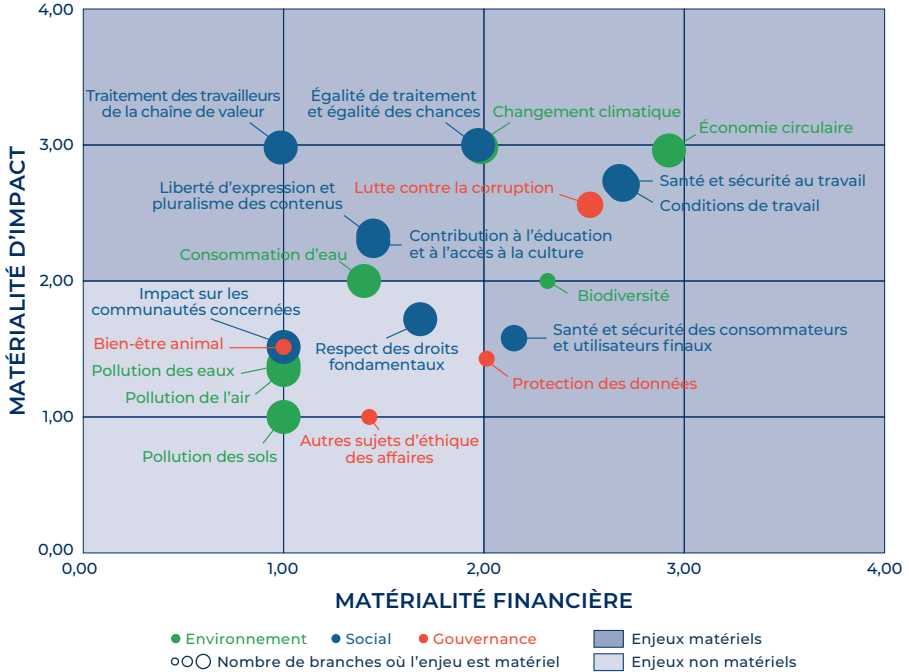 4,00
Traitement des travailleurs
de la chaîne de valeur
Égalité de traitement
et égalité des chances
Changement climatique
Économie circulaire
3,00
Lutte contre la corruption
Santé et sécurité au travail
Conditions de travail
Liberté d'expression et
pluralisme des contenus
Contribution à l'éducation
et à l'accès à la culture
Consommation d'eau
2,00
Biodiversité
Impact sur les
communautés concernées
Bien-être animal
Pollution des eaux
Pollution de l'air
Respect des droits
fondamentaux
Santé et sécurité des consommateurs
et utilisateurs finaux
Protection des données
1,00
Autres sujets d'éthique
des affaires
Pollution des sols
0,00
MATÉRIALITÉ D'IMPACT
0,00
1,00
2,00
3,00
4,00
MATÉRIALITÉ FINANCIÈRE
Environnement
Social
Gouvernance
Enjeux matériels
Nombre de branches où l'enjeu est matériel
Enjeux non matériels